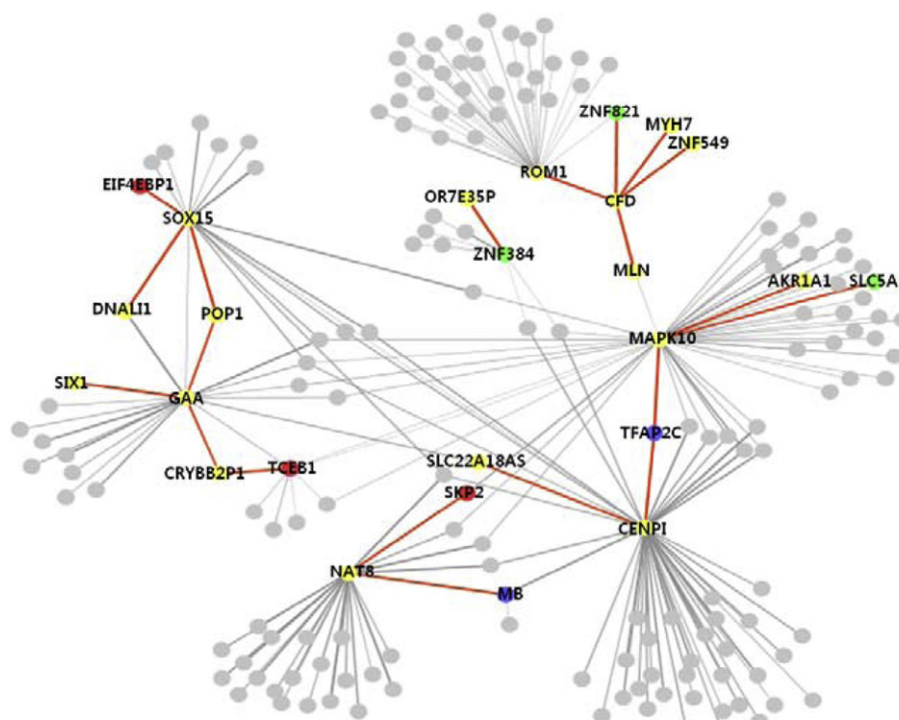 ZNF821
MYH7
ZNF549
ROM1
EIF4EBP1
OR7E35P
CFD
SOX15
ZNF384
MLN
AKR1A1
SLC5A
DNALI1
POP1
MAPK10
SIX1
GAA
TFAP2C
CRYBB2P1
TCEB1
SLC22A18AS
SKP2
CENPI
NAT8
MB